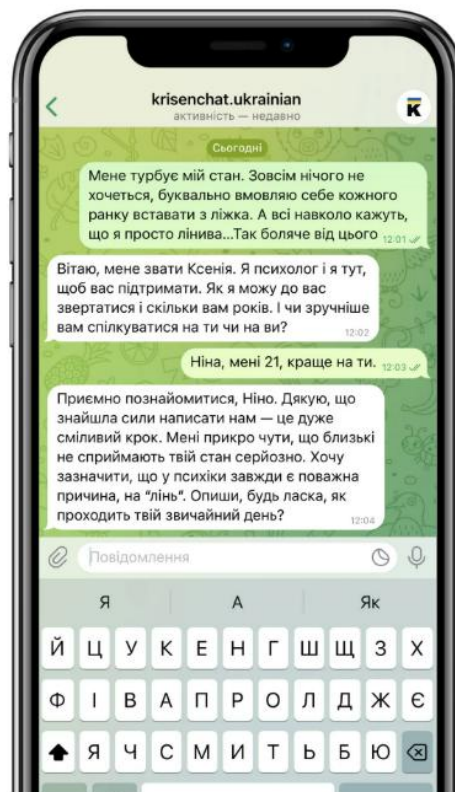 krisenchat.ukrainian
активність — недавно
K
Сьогодні
Мене турбує мій стан. Зовсім нічого не
хочеться, буквально вмовляю себе кожного
ранку вставати з ліжка. А всі навколо кажуть,
що я просто лінива...Так боляче від цього 12:01
Вітаю, мене звати Ксенія. Я психолог і я тут,
щоб вас підтримати. Як я можу до вас
звертатися і скільки вам років. І чи зручніше
вам спілкуватися на ти чи на ви?
12:02
Ніна, мені 21, краще на ти. 12:03
Приємно познайомитися, Ніно. Дякую, що
знайшла сили написати нам — це дуже
сміливий крок. Мені прикро чути, що близькі
не сприймають твій стан серйозно. Хочу
зазначити, що у психіки завжди є поважна
причина, на “лінь”. Опиши, будь ласка, як
проходить твій звичайний день?
12:04
Повідомлення
Я А Як
Й Ц У К Е Н Г Ш Щ З Х
Ф І В А П Р О Л Д Ж Є
Я Ч С М И Т Ь Б Ю